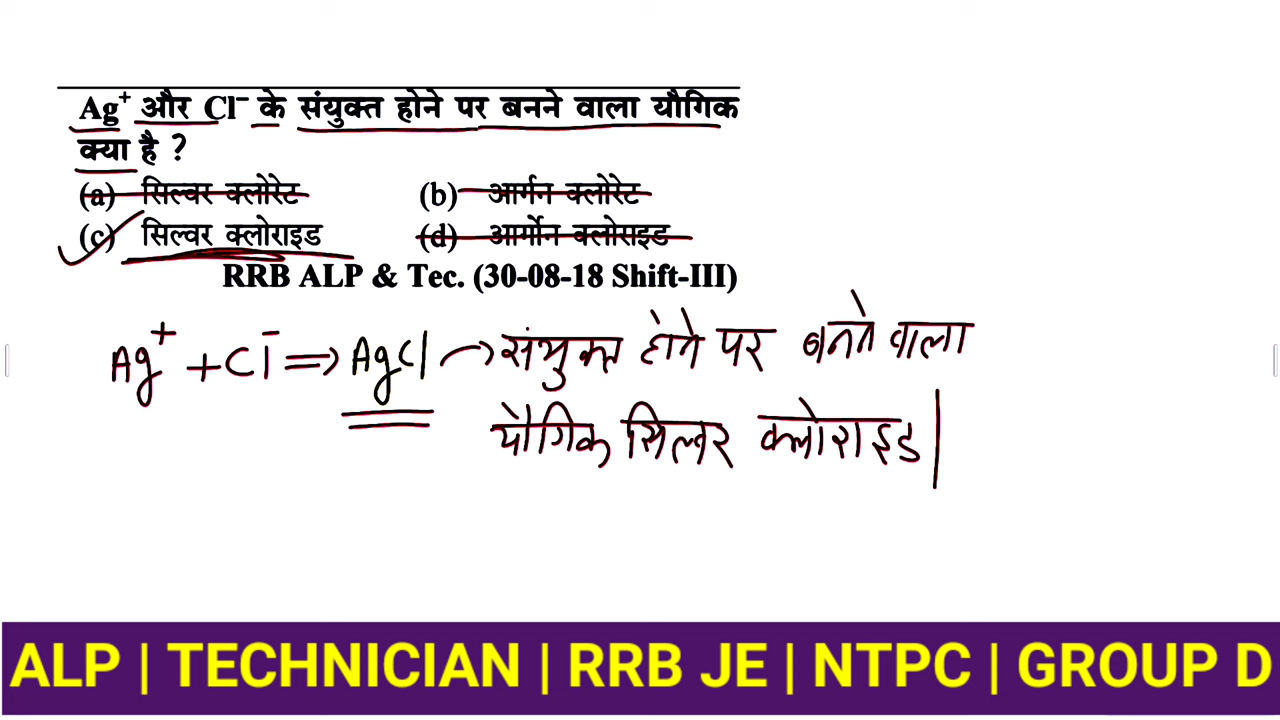 Ag⁺ और Cl⁻ के संयुक्त होने पर बनने वाला यौगिक
क्या है ?
(a) सिल्वर क्लोरेट (b) आर्गन क्लोरेट
(c) सिल्वर क्लोराइड (d) आर्गोन क्लोराइड
RRB ALP & Tec. (30-08-18 Shift-III)
Ag⁺ + Cl⁻ ⇒ AgCl → संयुक्त होने पर बनने वाला
यौगिक सिल्वर क्लोराइड |
ALP | TECHNICIAN | RRB JE | NTPC | GROUP D